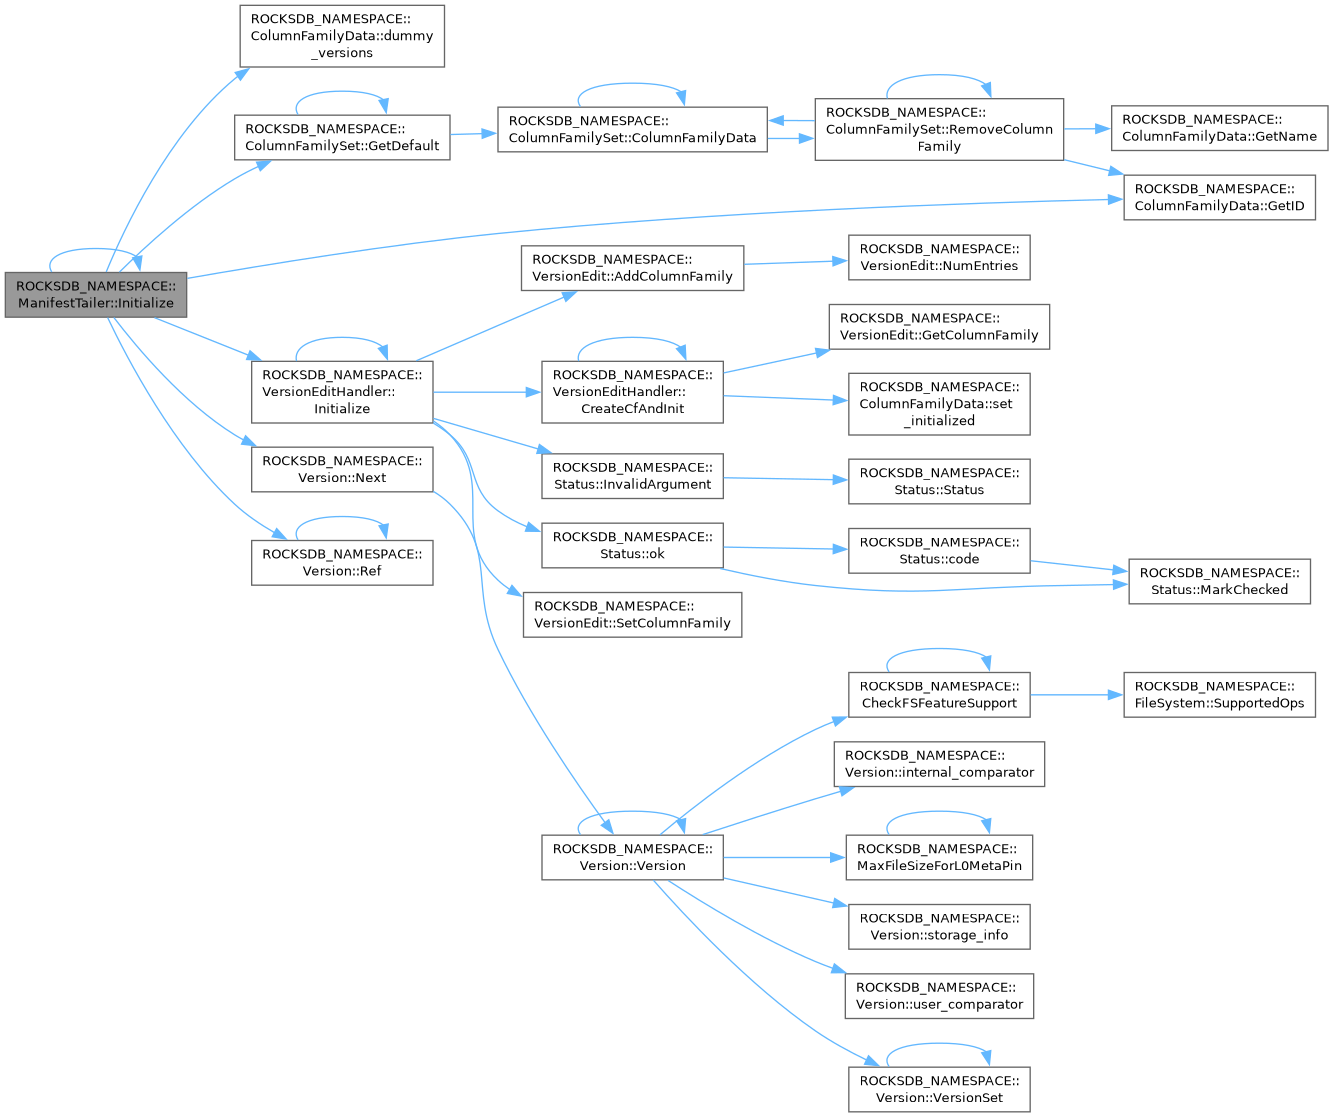 ROCKSDB_NAMESPACE::
ColumnFamilyData::dummy
_versions
ROCKSDB_NAMESPACE::
ColumnFamilySet::GetDefault
ROCKSDB_NAMESPACE::
ColumnFamilySet::ColumnFamilyData
ROCKSDB_NAMESPACE::
ColumnFamilySet::RemoveColumn
Family
ROCKSDB_NAMESPACE::
ColumnFamilyData::GetName
ROCKSDB_NAMESPACE::
ColumnFamilyData::GetID
ROCKSDB_NAMESPACE::
ManifestTailer::Initialize
ROCKSDB_NAMESPACE::
VersionEdit::AddColumnFamily
ROCKSDB_NAMESPACE::
VersionEdit::NumEntries
ROCKSDB_NAMESPACE::
VersionEdit::GetColumnFamily
ROCKSDB_NAMESPACE::
VersionEditHandler::
Initialize
ROCKSDB_NAMESPACE::
VersionEditHandler::
CreateCfAndInit
ROCKSDB_NAMESPACE::
ColumnFamilyData::set
_initialized
ROCKSDB_NAMESPACE::
Version::Next
ROCKSDB_NAMESPACE::
Status::InvalidArgument
ROCKSDB_NAMESPACE::
Status::Status
ROCKSDB_NAMESPACE::
Version::Ref
ROCKSDB_NAMESPACE::
Status::ok
ROCKSDB_NAMESPACE::
Status::code
ROCKSDB_NAMESPACE::
Status::MarkChecked
ROCKSDB_NAMESPACE::
VersionEdit::SetColumnFamily
ROCKSDB_NAMESPACE::
CheckFSFeatureSupport
ROCKSDB_NAMESPACE::
FileSystem::SupportedOps
ROCKSDB_NAMESPACE::
Version::internal_comparator
ROCKSDB_NAMESPACE::
Version::Version
ROCKSDB_NAMESPACE::
MaxFileSizeForL0MetaPin
ROCKSDB_NAMESPACE::
Version::storage_info
ROCKSDB_NAMESPACE::
Version::user_comparator
ROCKSDB_NAMESPACE::
Version::VersionSet